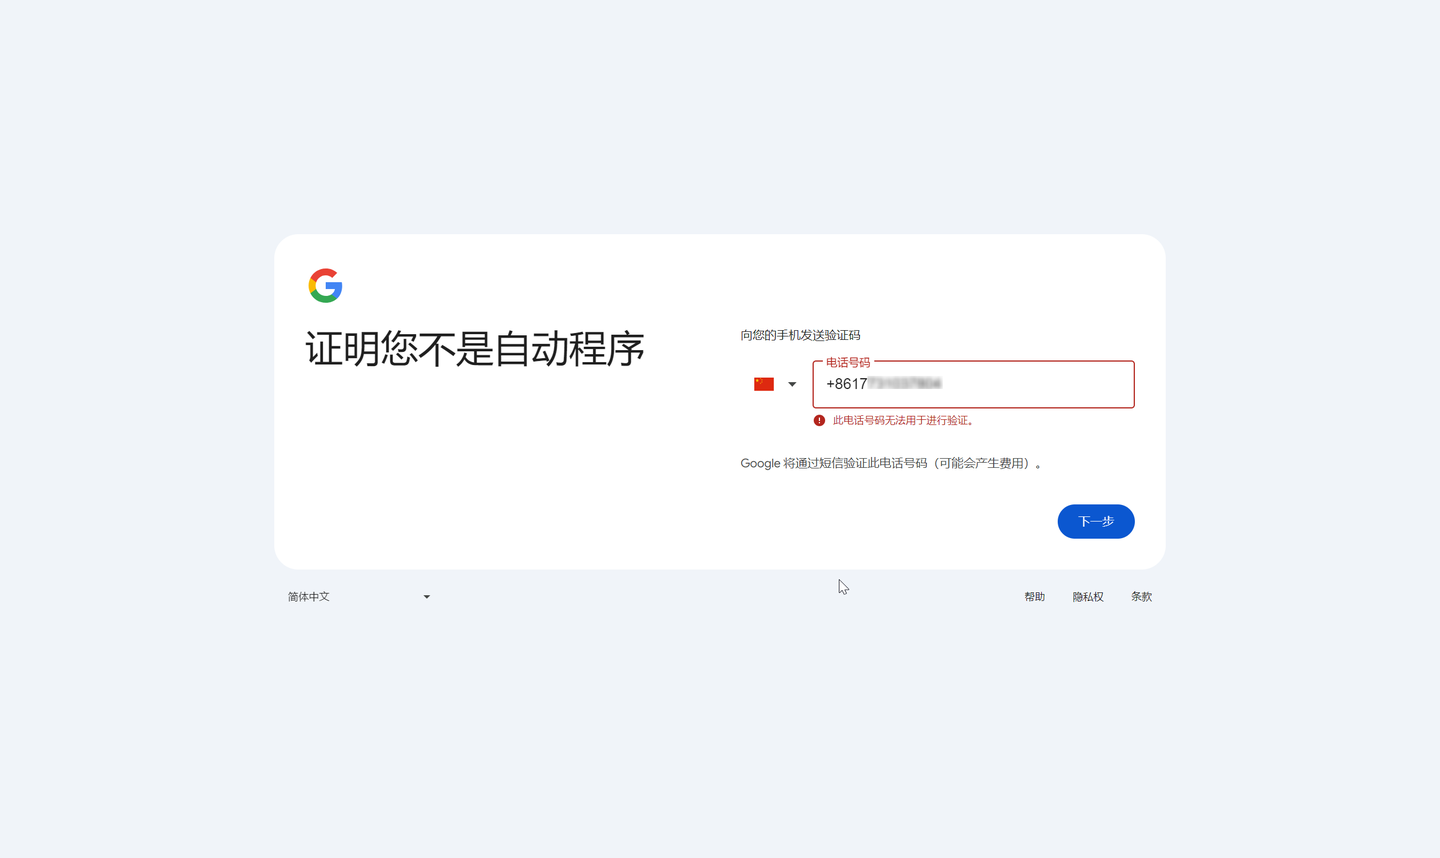 证明您不是自动程序
向您的手机发送验证码
电话号码
+8617
此电话号码无法用于进行验证。
Google 将通过短信验证此电话号码（可能会产生费用）。
下一步
简体中文
帮助
隐私权
条款